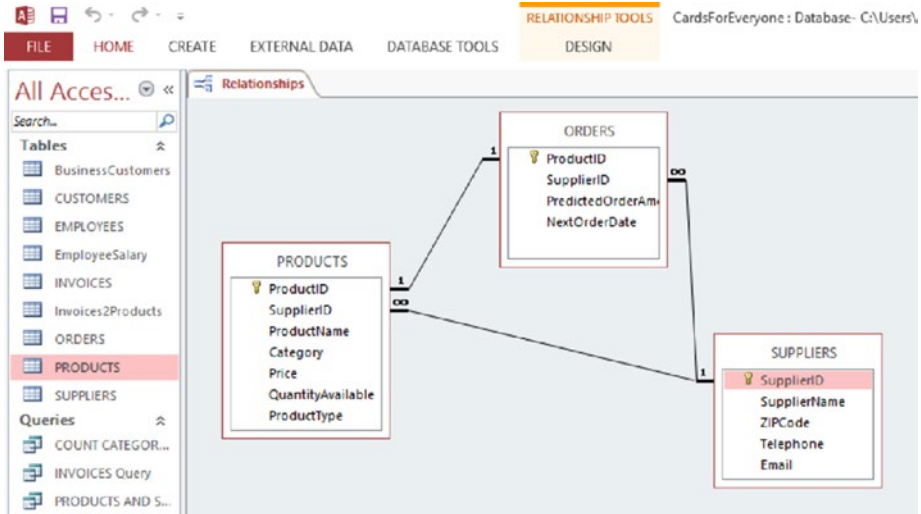 RELATIONSHIP TOOLS
CardsForEveryone : Database- C:\Users\
FILE HOME CREATE EXTERNAL DATA DATABASE TOOLS DESIGN
All Acces... «
Search...
Tables
BusinessCustomers
CUSTOMERS
EMPLOYEES
EmployeeSalary
INVOICES
Invoices2Products
ORDERS
PRODUCTS
SUPPLIERS
Queries
COUNT CATEGOR...
INVOICES Query
PRODUCTS AND S...
Relationships
ORDERS
ProductID
SupplierID
PredictedOrderAm
NextOrderDate
1
∞
PRODUCTS
ProductID
SupplierID
ProductName
Category
Price
QuantityAvailable
ProductType
1
∞
SUPPLIERS
SupplierID
SupplierName
ZIPCode
Telephone
Email
1